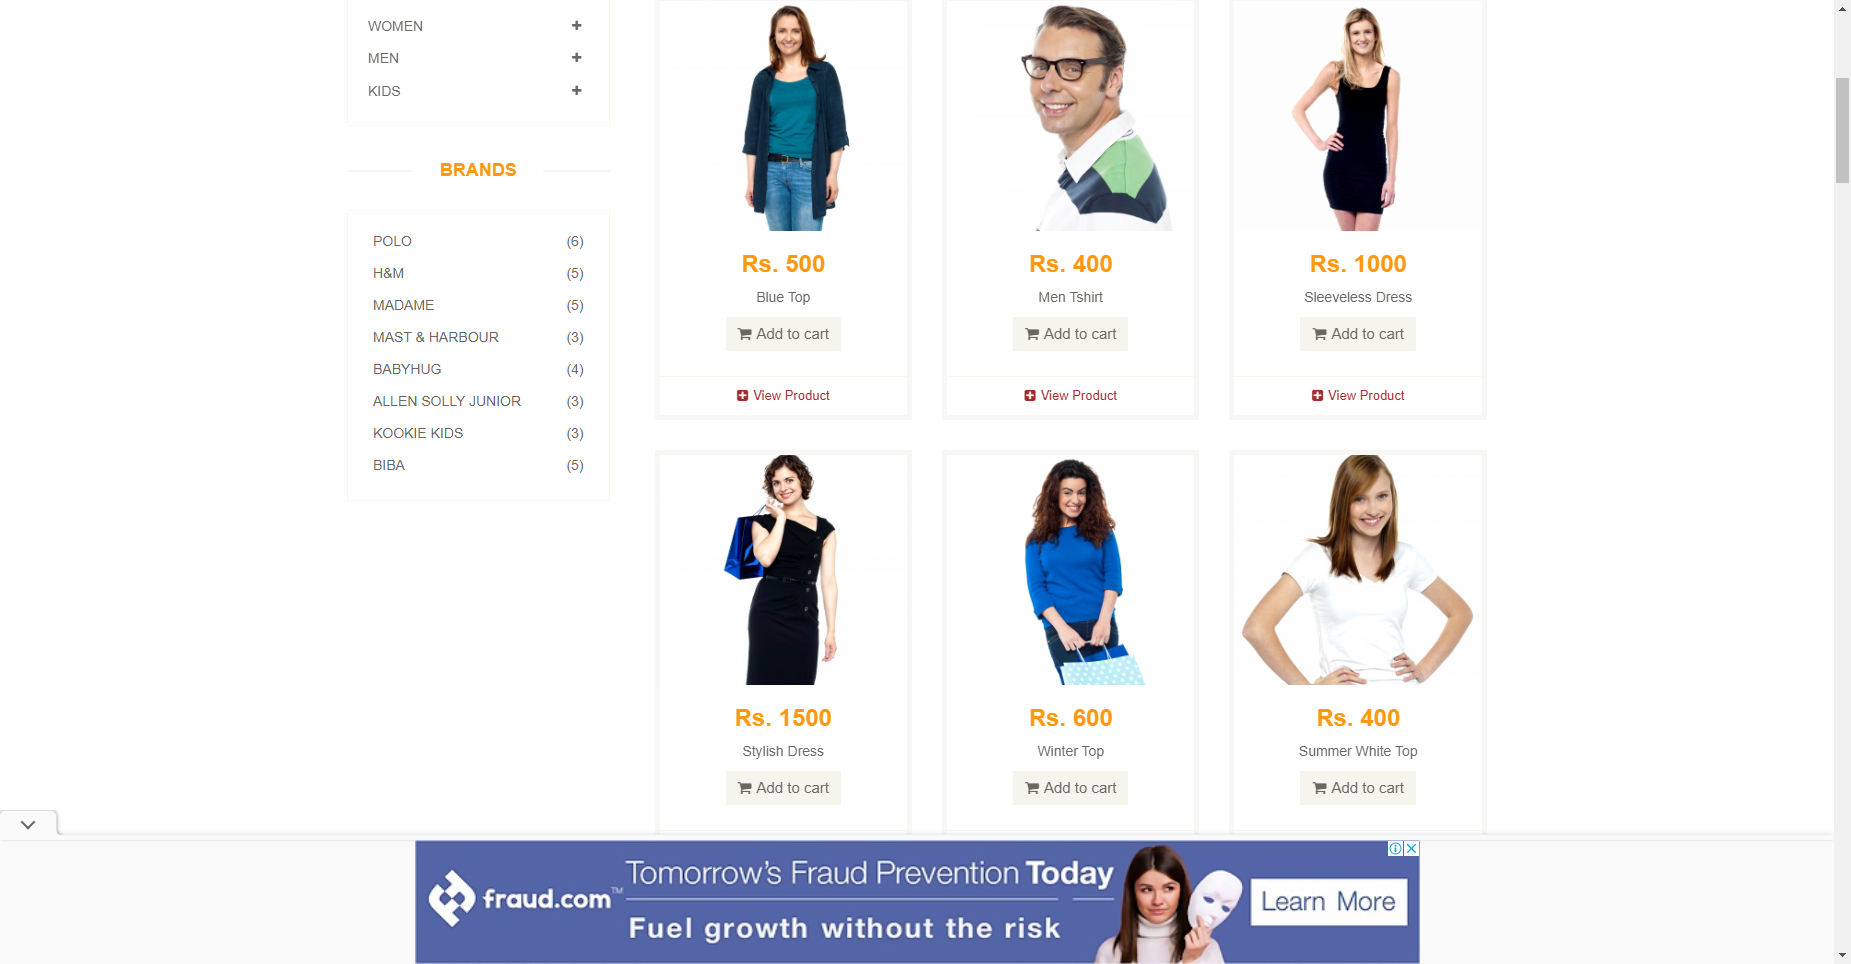 WOMEN
MEN
KIDS
BRANDS
POLO (6)
H&M (5)
MADAME (5)
MAST & HARBOUR (3)
BABYHUG (4)
ALLEN SOLLY JUNIOR (3)
KOOKIE KIDS (3)
BIBA (5)
Rs. 500
Blue Top
Add to cart
View Product
Rs. 400
Men Tshirt
Add to cart
View Product
Rs. 1000
Sleeveless Dress
Add to cart
View Product
Rs. 1500
Stylish Dress
Add to cart
Rs. 600
Winter Top
Add to cart
Rs. 400
Summer White Top
Add to cart
fraud.com™
Tomorrow's Fraud Prevention Today
Fuel growth without the risk
Learn More